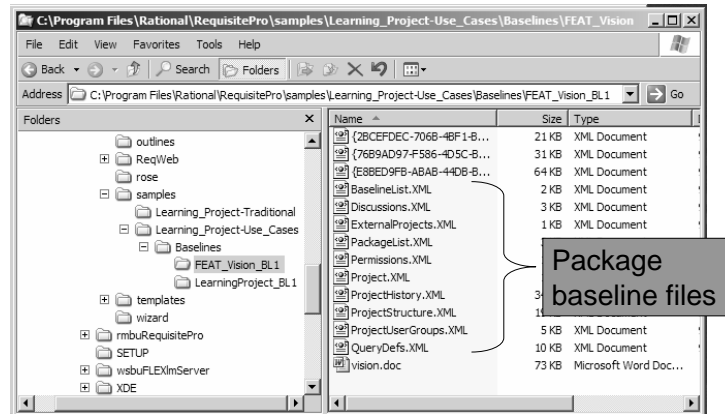 C:\Program Files\Rational\RequisitePro\samples\Learning_Project-Use_Cases\Baselines\FEAT_Vision
File Edit View Favorites Tools Help
Back Search Folders
Address C:\Program Files\Rational\RequisitePro\samples\Learning_Project-Use_Cases\Baselines\FEAT_Vision_BL1 Go
Folders x
outlines
ReqWeb
rose
samples
Learning_Project-Traditional
Learning_Project-Use_Cases
Baselines
FEAT_Vision_BL1
LearningProject_BL1
templates
wizard
rmbuRequisitePro
SETUP
wsbuFLEXlmServer
XDE
Name Size Type
{2BCEFDEC-706B-4BF1-B... 21 KB XML Document
{76B9AD97-F586-4D5C-B... 31 KB XML Document
{E8BED9FB-ABAB-44DB-B... 64 KB XML Document
BaselineList.XML 2 KB XML Document
Discussions.XML 3 KB XML Document
ExternalProjects.XML 1 KB XML Document
PackageList.XML XML Document
Permissions.XML
Project.XML
ProjectHistory.XML
ProjectStructure.XML
ProjectUserGroups.XML 5 KB XML Document
QueryDefs.XML 10 KB XML Document
vision.doc 73 KB Microsoft Word Doc...
Package
baseline files